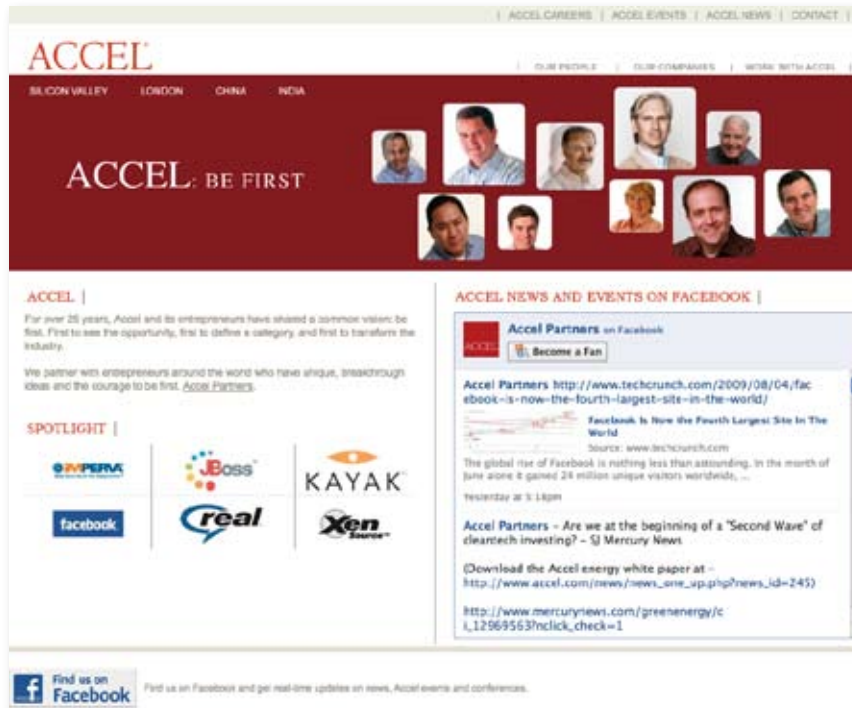 | ACCEL CAREERS | ACCEL EVENTS | ACCEL NEWS | CONTACT |
ACCEL
| OUR PEOPLE | OUR COMPANIES | WORK WITH ACCEL |
SILICON VALLEY LONDON CHINA INDIA
ACCEL: BE FIRST
ACCEL |
For over 25 years, Accel and its entrepreneurs have shared a common vision: be
first. First to see the opportunity, first to define a category, and first to transform the
industry.
We partner with entrepreneurs around the world who have unique, breakthrough
ideas and the courage to be first. Accel Partners.
SPOTLIGHT |
IMPERVA
JBoss
KAYAK
facebook
real
Xen
Source
ACCEL NEWS AND EVENTS ON FACEBOOK |
ACCEL
Accel Partners on Facebook
Become a Fan
Accel Partners http://www.techcrunch.com/2009/08/04/fac
ebook-is-now-the-fourth-largest-site-in-the-world/
Facebook Is Now the Fourth Largest Site In The
World
Source: www.techcrunch.com
The global rise of Facebook is nothing less than astounding. In the month of
June alone it gained 24 million unique visitors worldwide, ...
Yesterday at 5:18pm
Accel Partners - Are we at the beginning of a "Second Wave" of
cleantech investing? - SJ Mercury News
(Download the Accel energy white paper at -
http://www.accel.com/news/news_one_up.php?news_id=245)
http://www.mercurynews.com/greenenergy/c
i_12969563?nclick_check=1
Find us on
Facebook
Find us on Facebook and get real-time updates on news, Accel events and conferences.